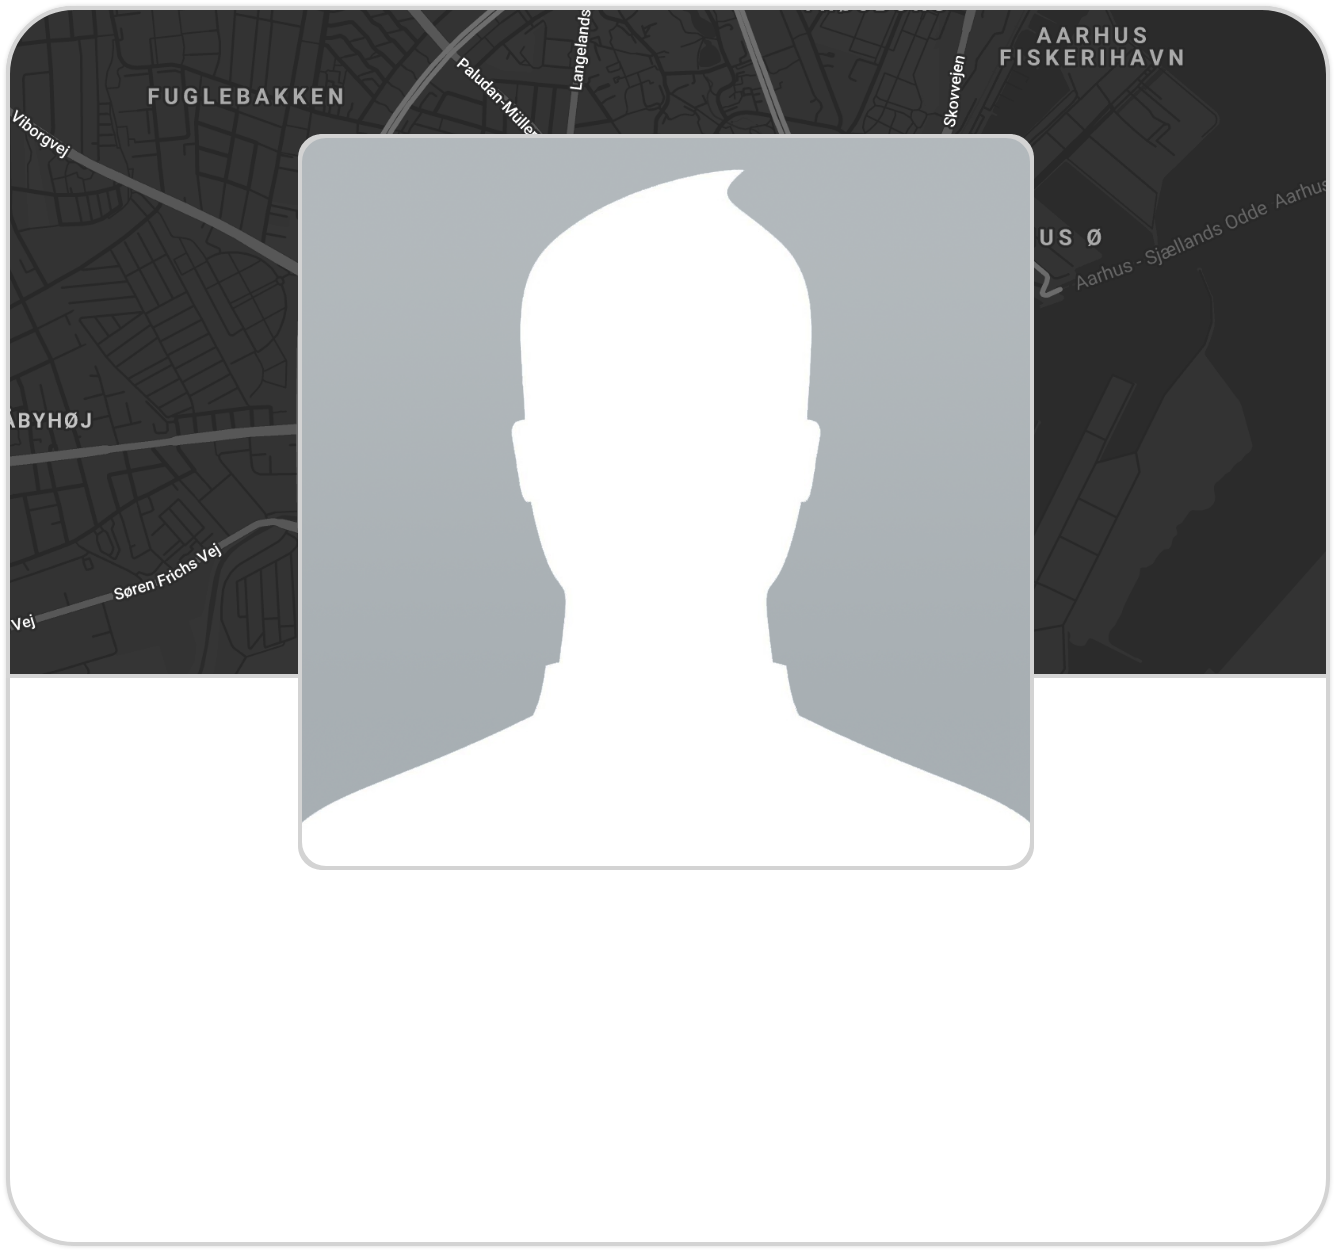 AARHUS
FISKERIHAVN
FUGLEBAKKEN
Viborgvej
Paludan-Müller
Langelands
Skovvejen
US Ø
Aarhus - Sjællands Odde
Aarhus
ÅBYHØJ
Søren Frichs Vej
Vej